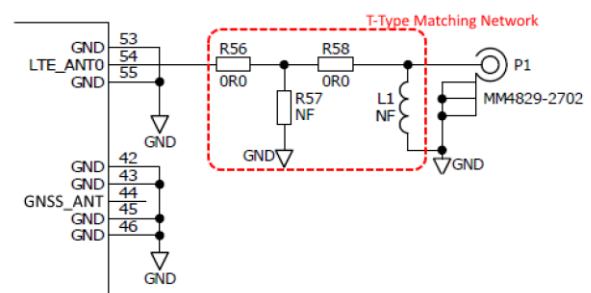 T-Type Matching Network
GND 53
LTE_ANT0 54
GND 55
R56
0R0
R58
0R0
R57
NF
L1
NF
P1
MM4829-2702
GND
GND
GND
GND 42
GND 43
GNSS_ANT 44
GND 45
GND 46
GND